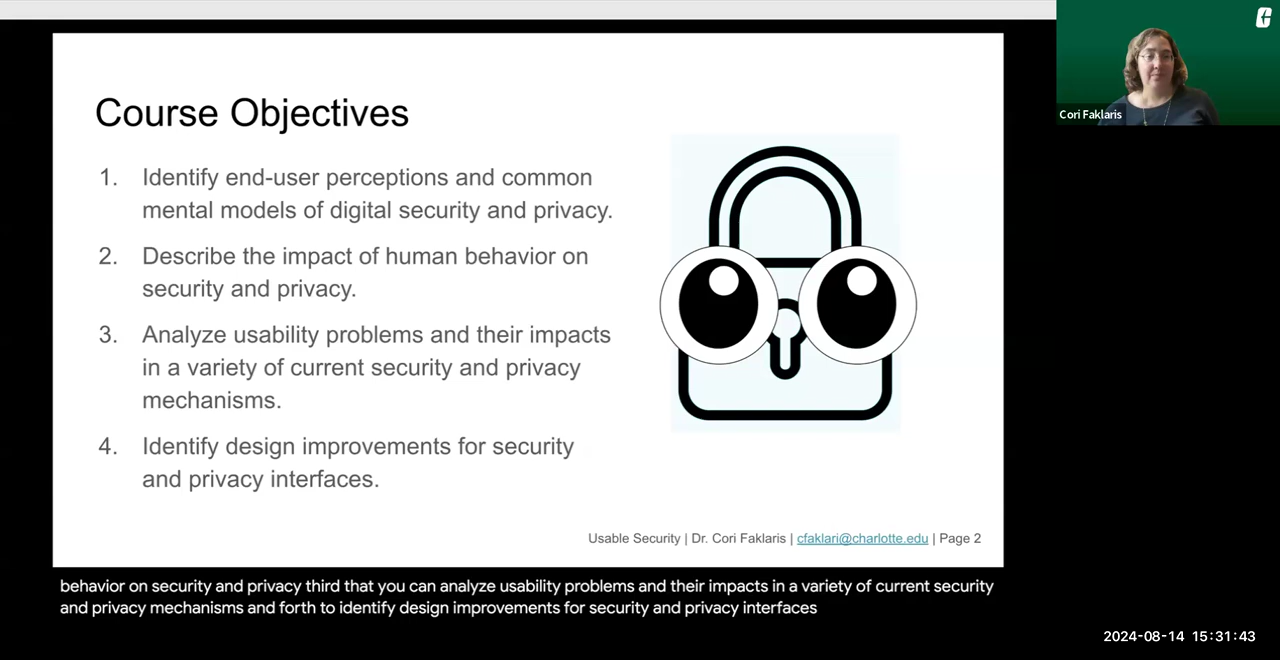 Course Objectives
1. Identify end-user perceptions and common
mental models of digital security and privacy.
2. Describe the impact of human behavior on
security and privacy.
3. Analyze usability problems and their impacts
in a variety of current security and privacy
mechanisms.
4. Identify design improvements for security
and privacy interfaces.
Usable Security | Dr. Cori Faklaris | cfaklari@charlotte.edu | Page 2
Cori Faklaris
behavior on security and privacy third that you can analyze usability problems and their impacts in a variety of current security
and privacy mechanisms and forth to identify design improvements for security and privacy interfaces
2024-08-14 15:31:43